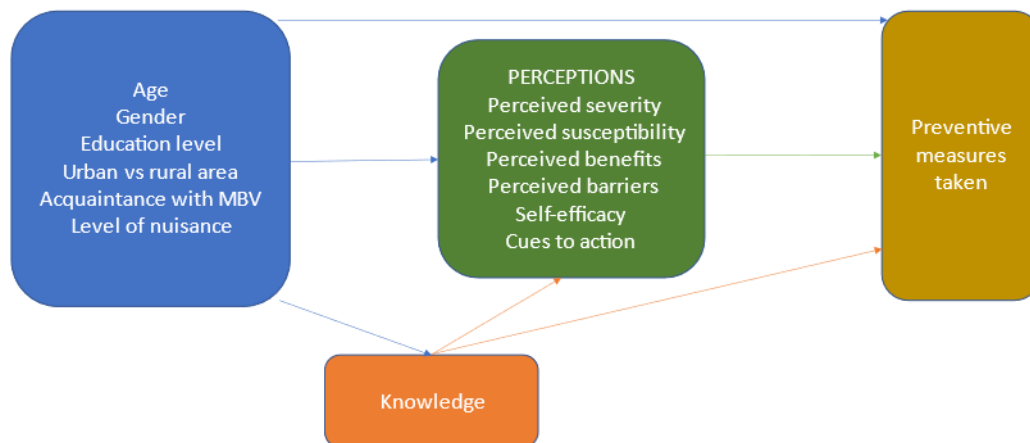 Age
Gender
Education level
Urban vs rural area
Acquaintance with MBV
Level of nuisance
PERCEPTIONS
Perceived severity
Perceived susceptibility
Perceived benefits
Perceived barriers
Self-efficacy
Cues to action
Preventive
measures
taken
Knowledge